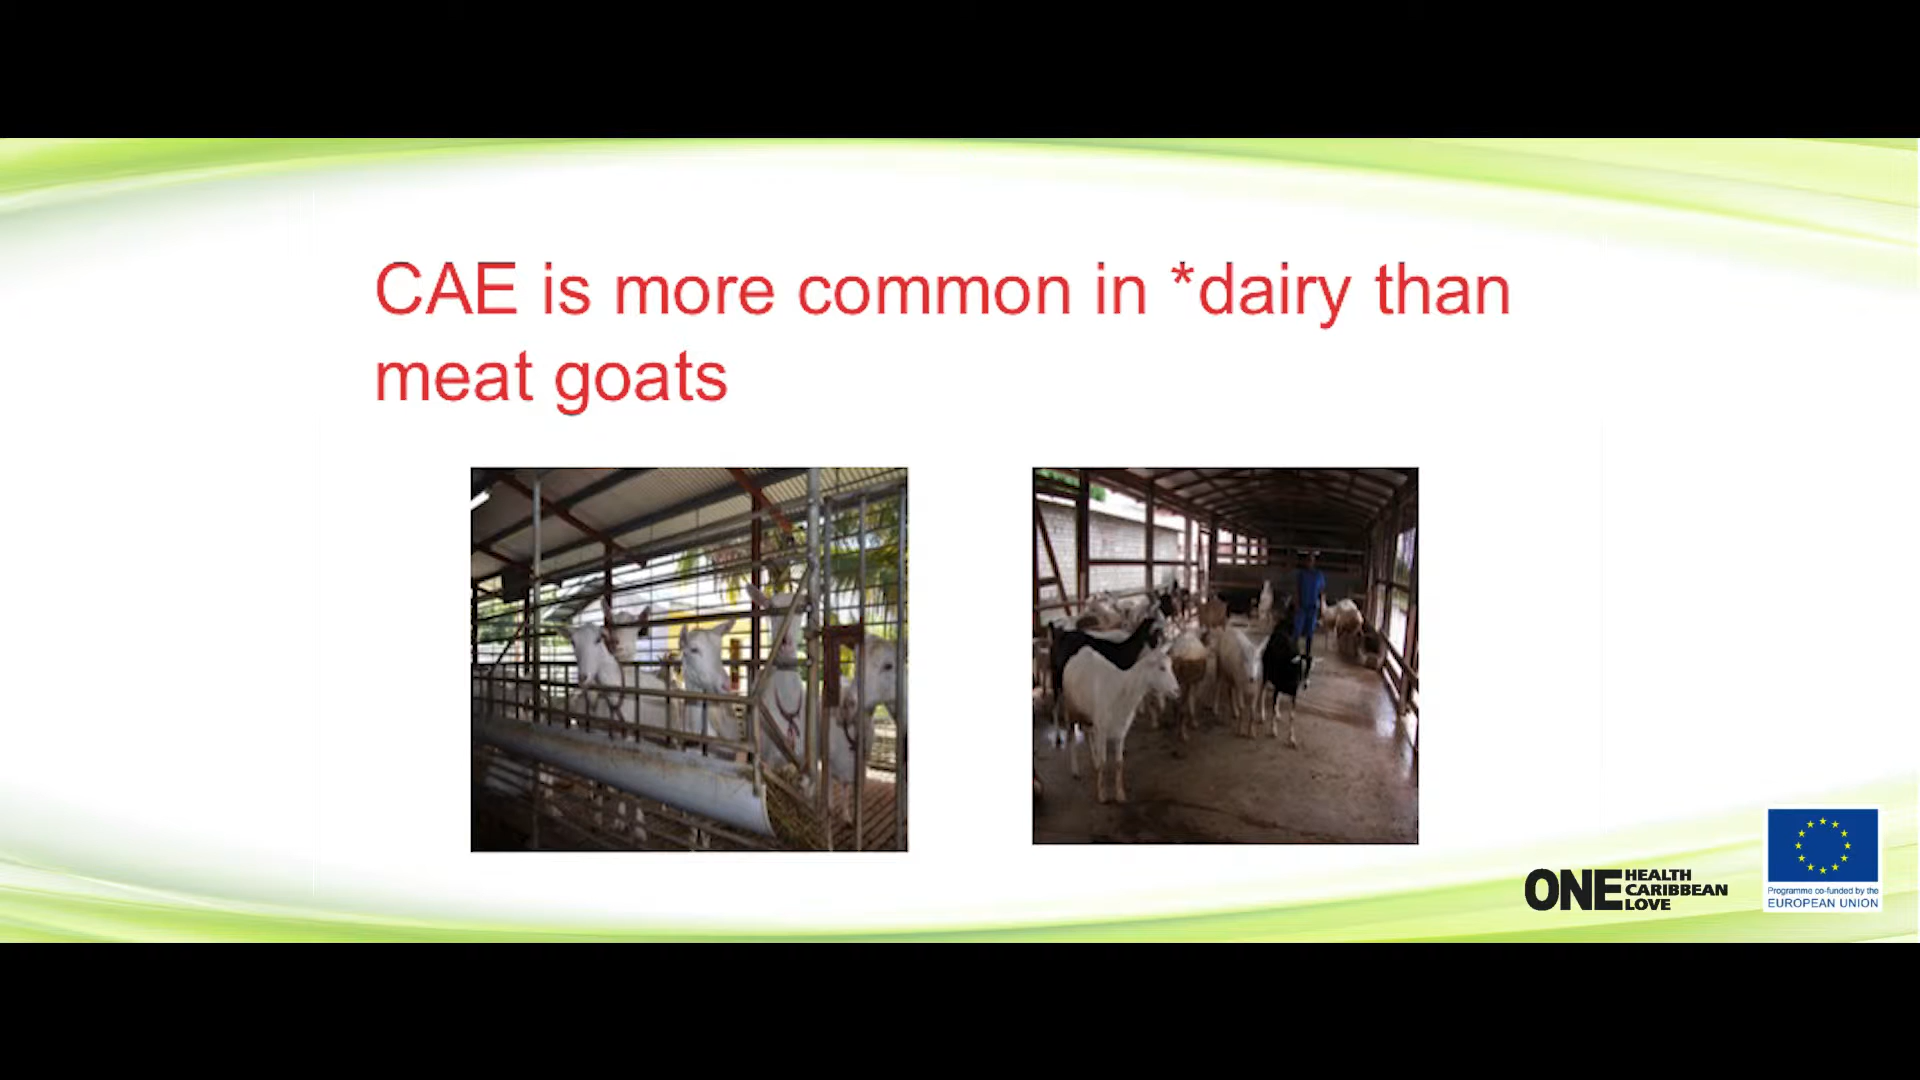 CAE is more common in *dairy than
meat goats
ONE HEALTH
CARIBBEAN
LOVE
Programme co-funded by the
EUROPEAN UNION